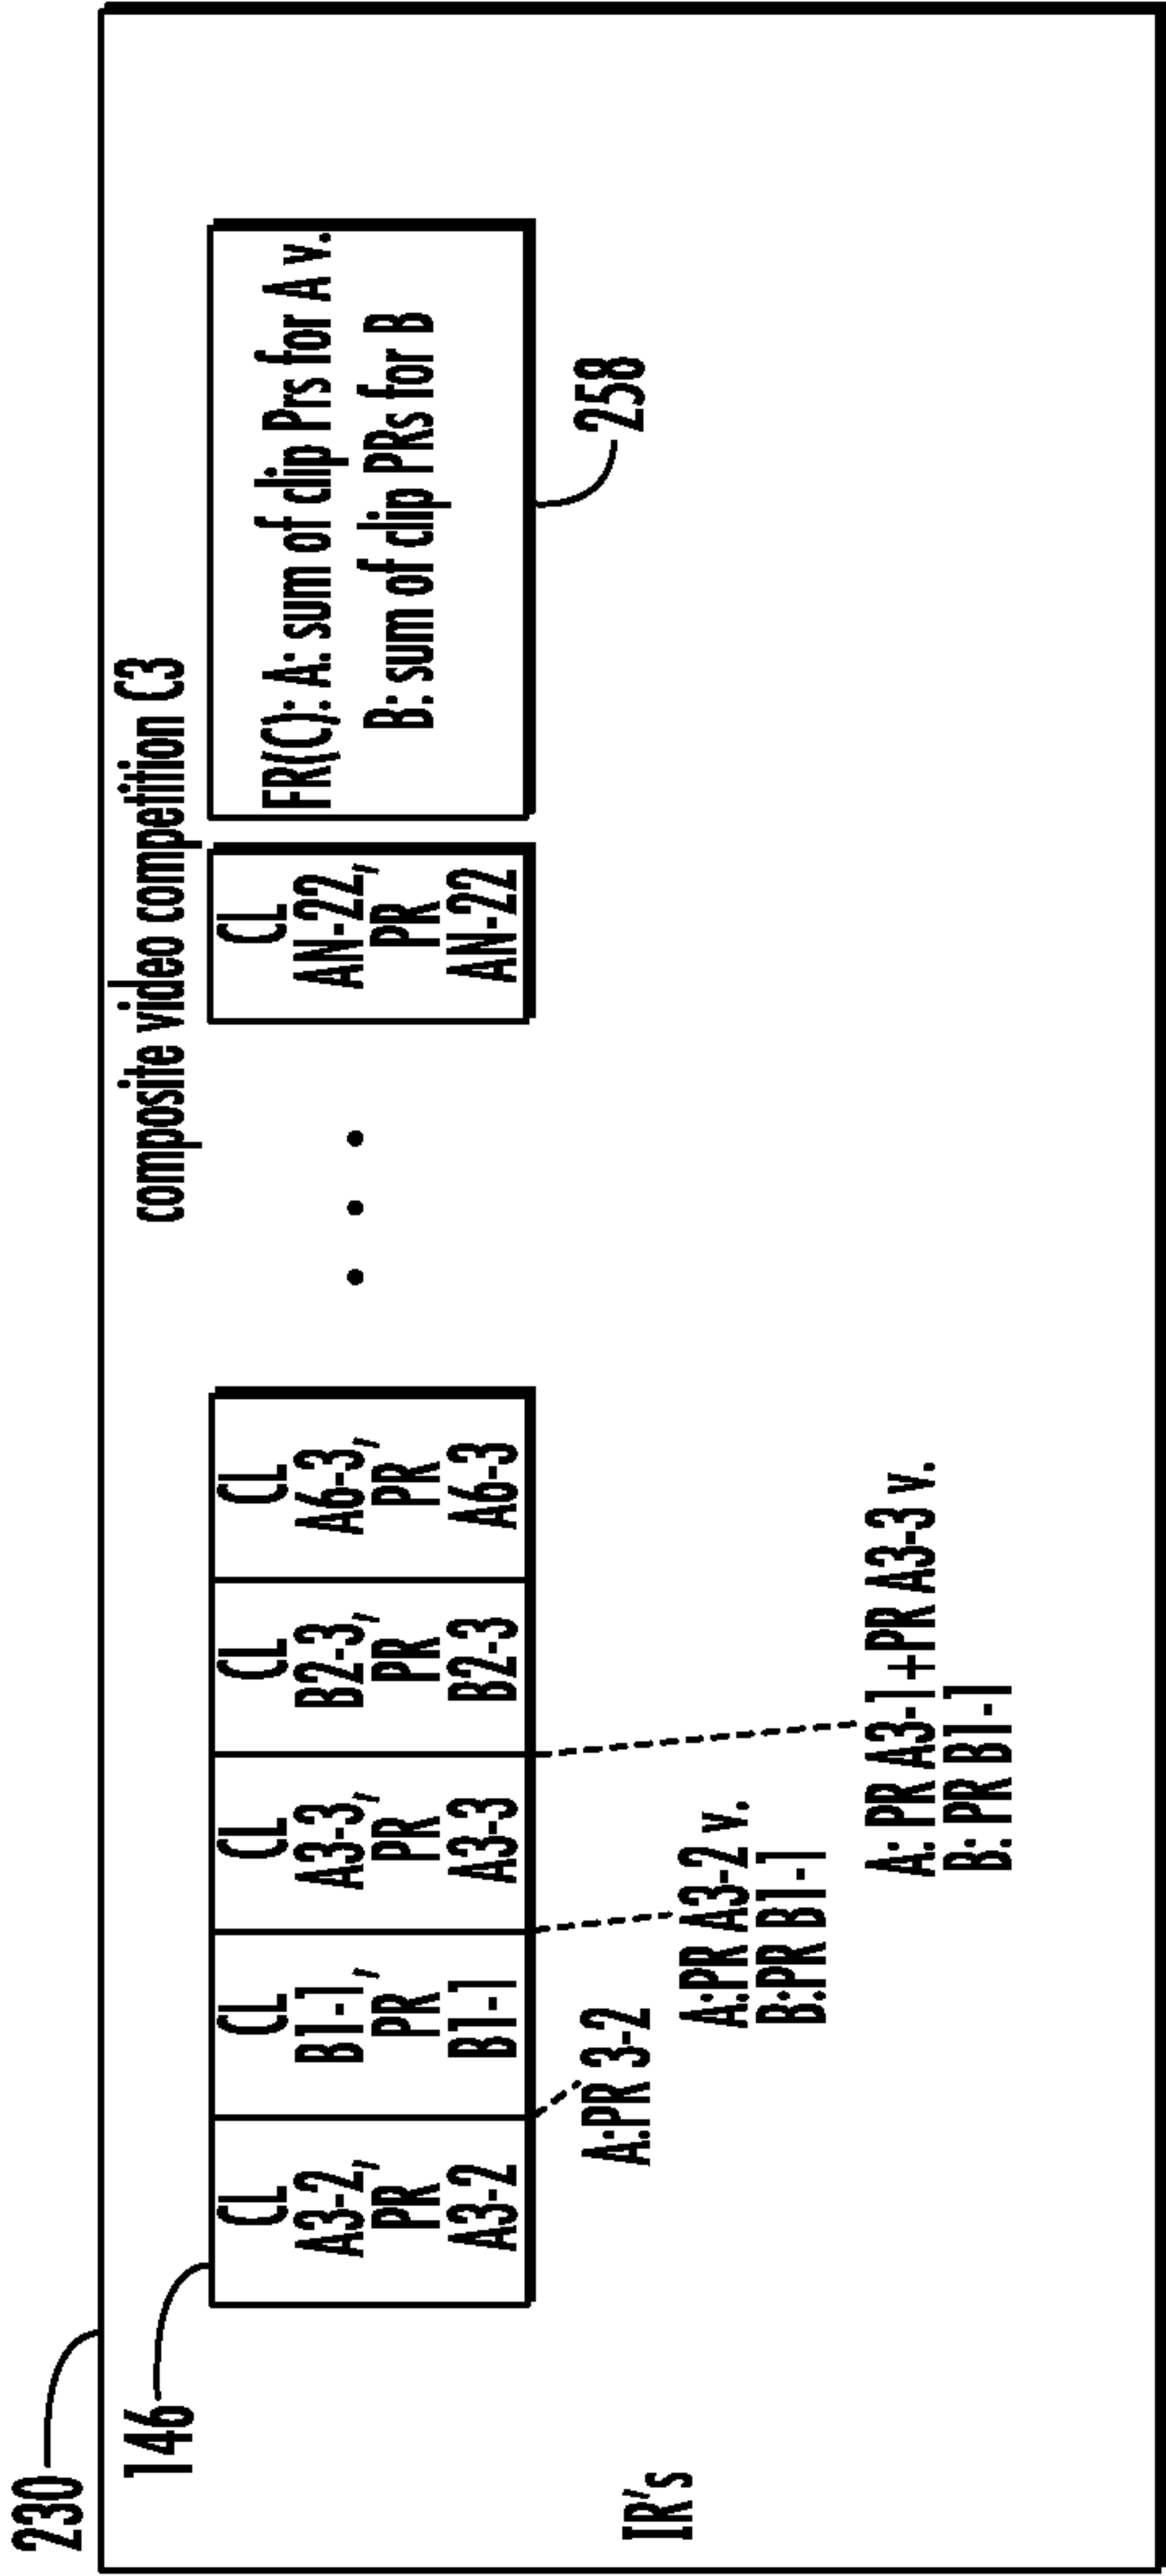 230
composite video competition C3
146
CL
A3-2,
PR
A3-2
CL
B1-1,
PR
B1-1
CL
A3-3,
PR
A3-3
CL
B2-3,
PR
B2-3
CL
A6-3,
PR
A6-3
• • •
CL
AN-22,
PR
AN-22
FR(C): A: sum of clip Prs for A v.
B: sum of clip PRs for B
258
IR's
A:PR 3-2
A:PR A3-2 v.
B:PR B1-1
A: PR A3-1+PR A3-3 v.
B: PR B1-1